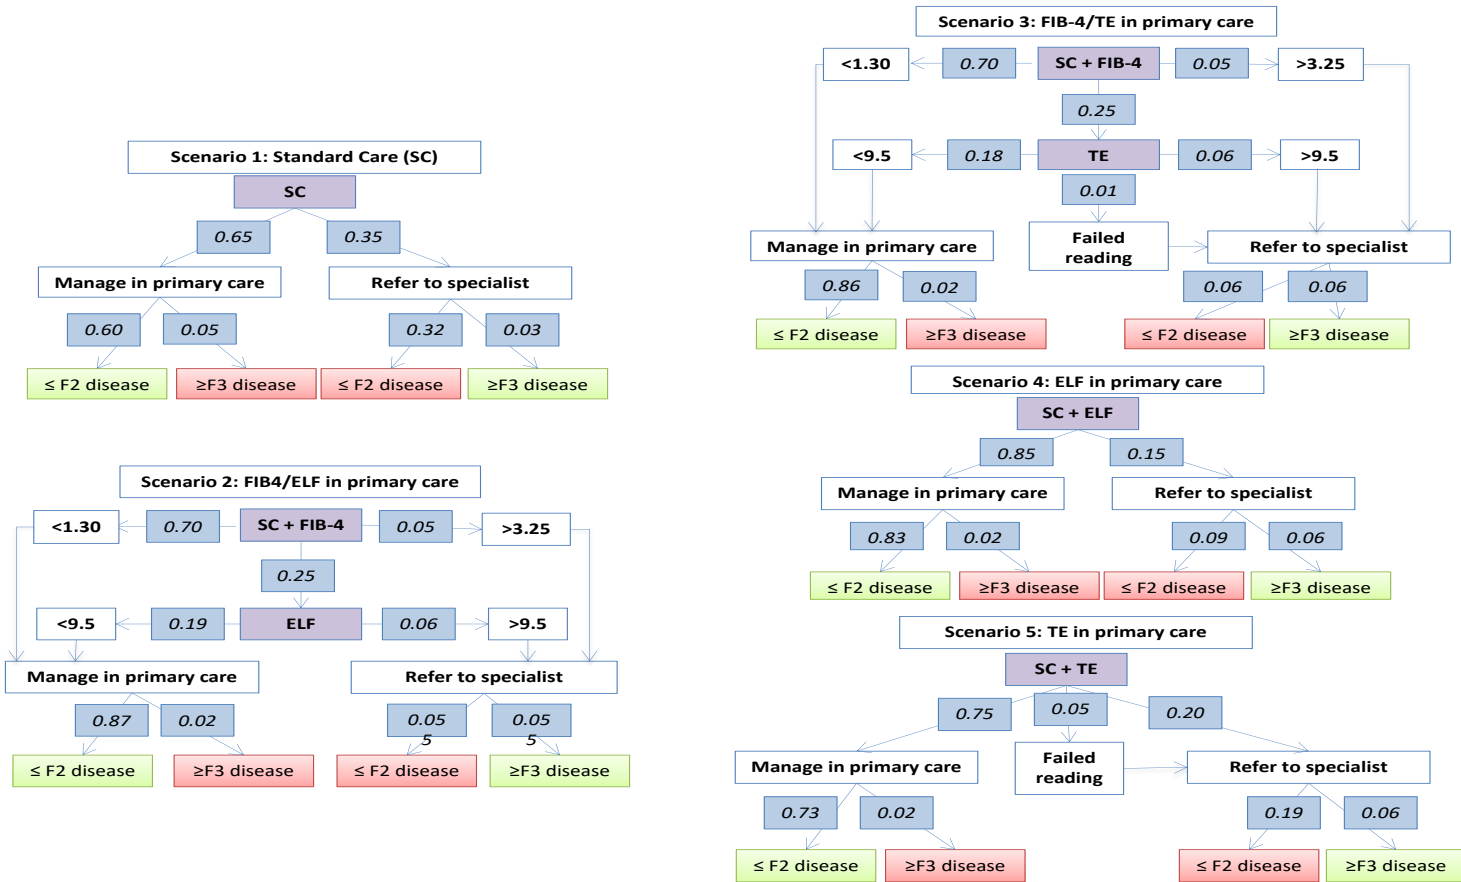 Scenario 1: Standard Care (SC)
SC
0.65
0.35
Manage in primary care
Refer to specialist
0.60
0.05
0.32
0.03
≤ F2 disease
≥F3 disease
≤ F2 disease
≥F3 disease
Scenario 2: FIB4/ELF in primary care
<1.30
0.70
SC + FIB-4
0.05
>3.25
0.25
<9.5
0.19
ELF
0.06
>9.5
Manage in primary care
Refer to specialist
0.87
0.02
0.05
5
0.05
5
≤ F2 disease
≥F3 disease
≤ F2 disease
≥F3 disease
Scenario 3: FIB-4/TE in primary care
<1.30
0.70
SC + FIB-4
0.05
>3.25
0.25
<9.5
0.18
TE
0.06
>9.5
0.01
Manage in primary care
Failed
reading
Refer to specialist
0.86
0.02
0.06
0.06
≤ F2 disease
≥F3 disease
≤ F2 disease
≥F3 disease
Scenario 4: ELF in primary care
SC + ELF
0.85
0.15
Manage in primary care
Refer to specialist
0.83
0.02
0.09
0.06
≤ F2 disease
≥F3 disease
≤ F2 disease
≥F3 disease
Scenario 5: TE in primary care
SC + TE
0.75
0.05
0.20
Manage in primary care
Failed
reading
Refer to specialist
0.73
0.02
0.19
0.06
≤ F2 disease
≥F3 disease
≤ F2 disease
≥F3 disease